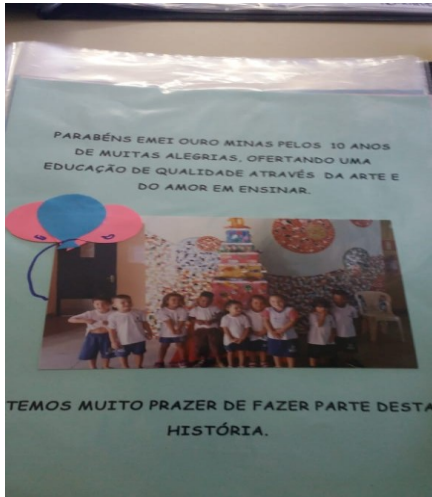 PARABÉNS EMEI OURO MINAS PELOS 10 ANOS
DE MUITAS ALEGRIAS, OFERTANDO UMA
EDUCAÇÃO DE QUALIDADE ATRAVÉS DA ARTE E
DO AMOR EM ENSINAR.
TEMOS MUITO PRAZER DE FAZER PARTE DESTA
HISTÓRIA.